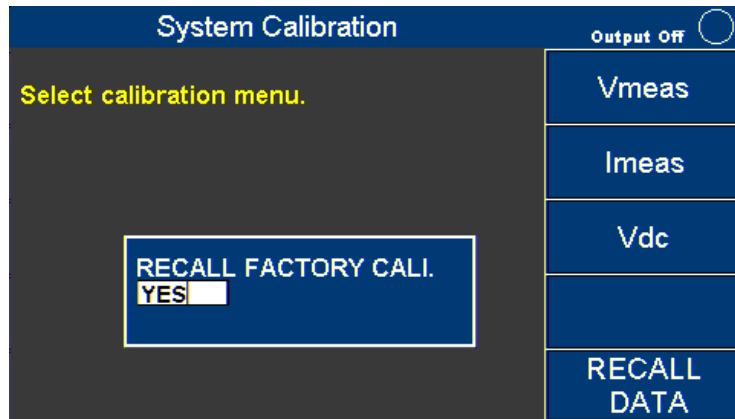 System Calibration
Output Off
Select calibration menu.
Vmeas
Imeas
Vdc
RECALL FACTORY CALI.
YES
RECALL
DATA